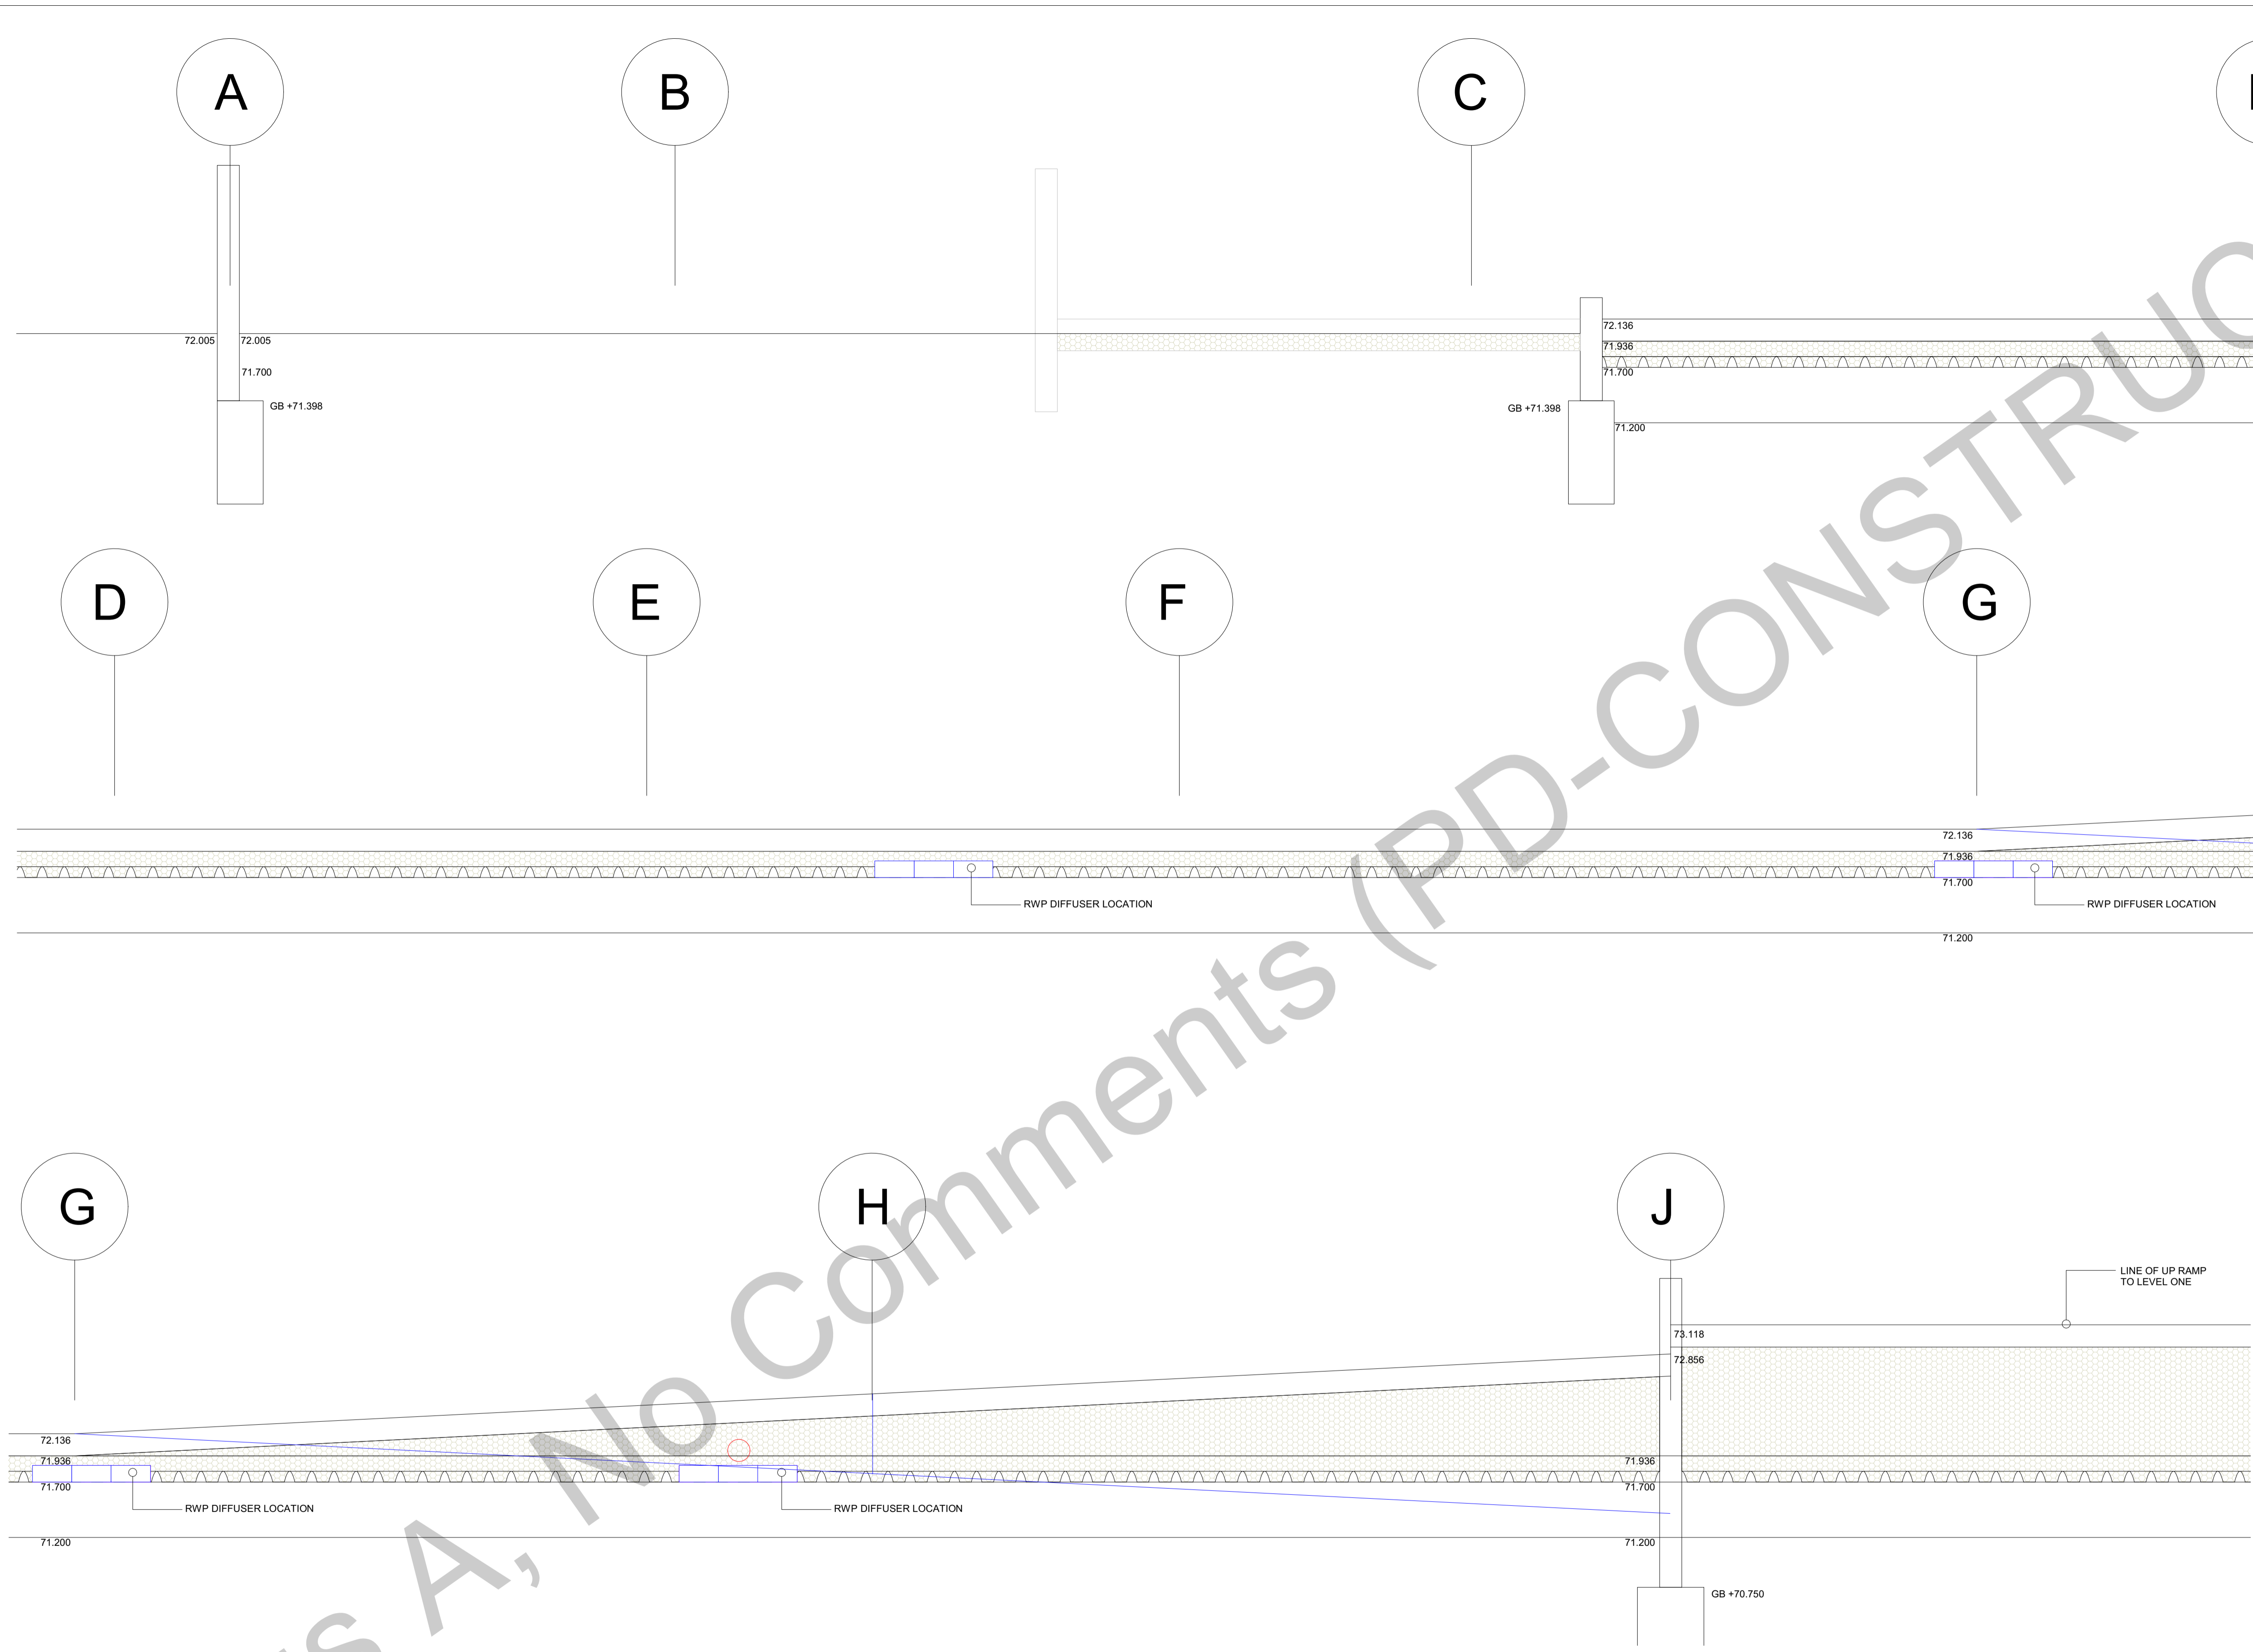 A
B
C
72.005
72.005
71.700
GB +71.398
72.136
71.936
71.700
GB +71.398
71.200
D
E
F
G
72.136
71.936
71.700
RWP DIFFUSER LOCATION
RWP DIFFUSER LOCATION
71.200
G
H
J
LINE OF UP RAMP
TO LEVEL ONE
73.118
72.856
72.136
71.936
71.700
71.936
71.700
RWP DIFFUSER LOCATION
RWP DIFFUSER LOCATION
71.200
71.200
GB +70.750
A, No Comments (PD-CONSTRUC